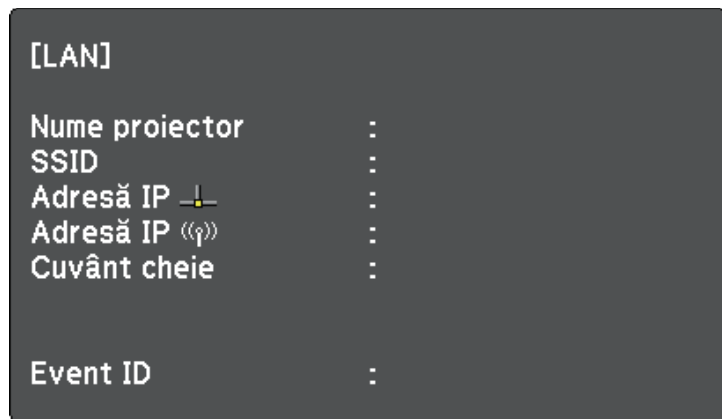 [LAN]
Nume proiector :
SSID :
Adresă IP :
Adresă IP :
Cuvânt cheie :
Event ID :